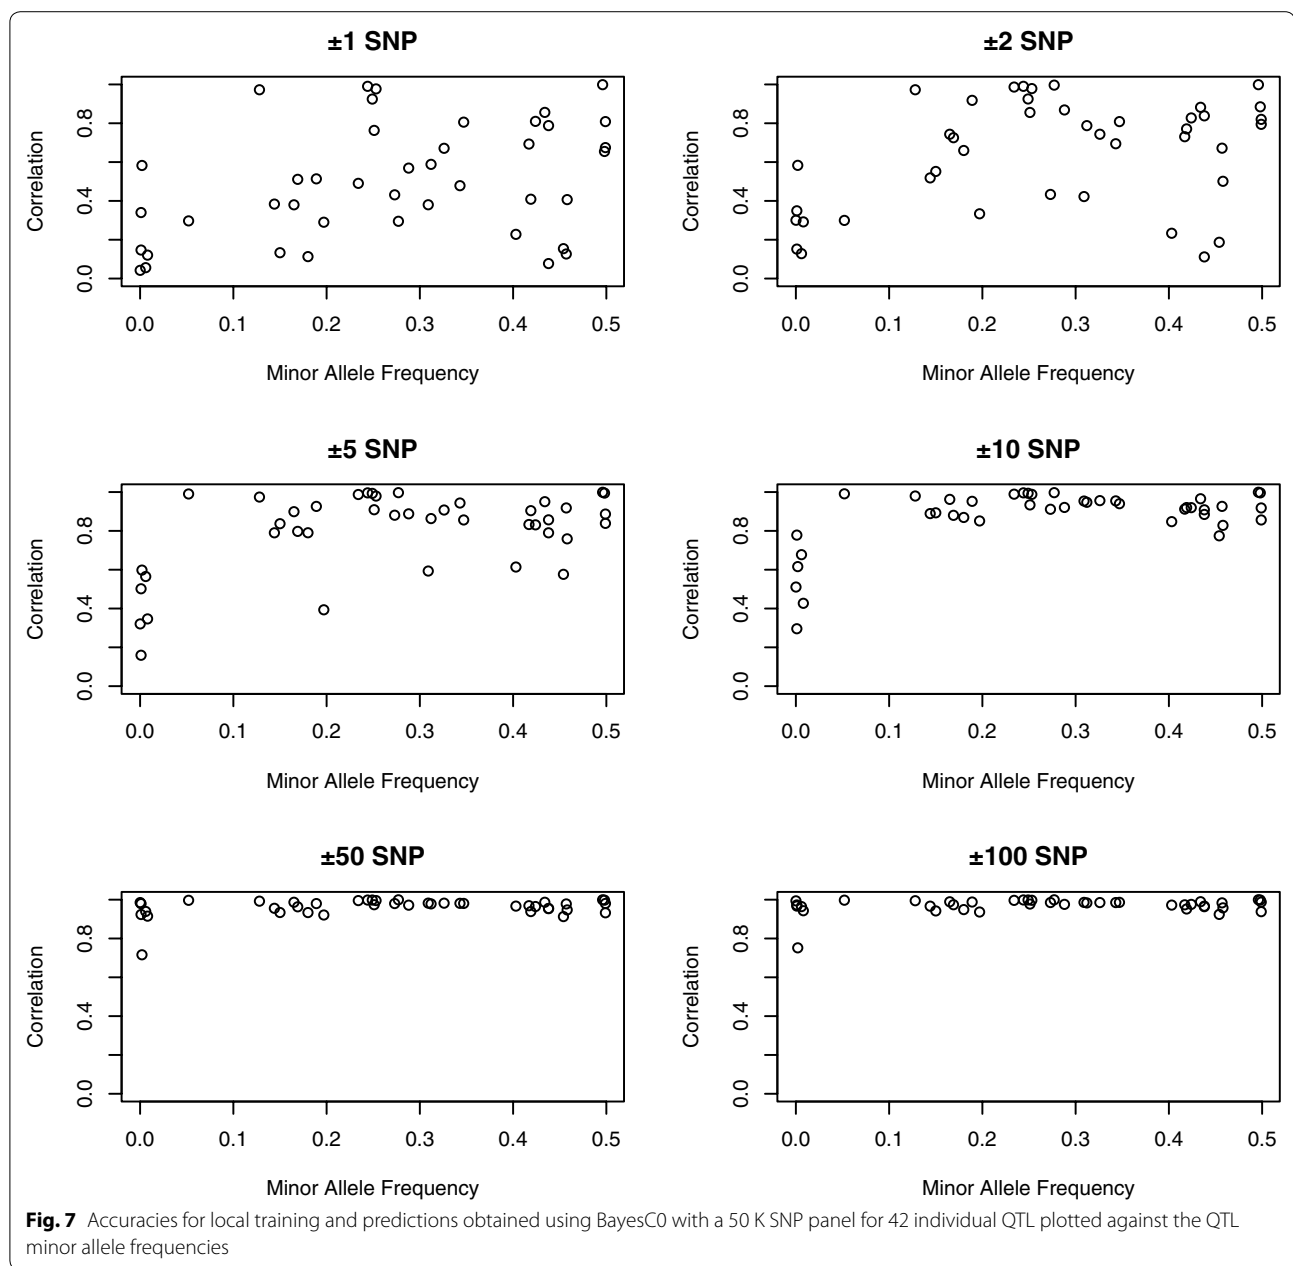 ±1 SNP
±2 SNP
Correlation
0.0 0.4 0.8
0.0 0.1 0.2 0.3 0.4 0.5
Minor Allele Frequency
Correlation
0.0 0.4 0.8
0.0 0.1 0.2 0.3 0.4 0.5
Minor Allele Frequency
±5 SNP
±10 SNP
Correlation
0.0 0.4 0.8
0.0 0.1 0.2 0.3 0.4 0.5
Minor Allele Frequency
Correlation
0.0 0.4 0.8
0.0 0.1 0.2 0.3 0.4 0.5
Minor Allele Frequency
±50 SNP
±100 SNP
Correlation
0.0 0.4 0.8
0.0 0.1 0.2 0.3 0.4 0.5
Minor Allele Frequency
Correlation
0.0 0.4 0.8
0.0 0.1 0.2 0.3 0.4 0.5
Minor Allele Frequency
Fig. 7 Accuracies for local training and predictions obtained using BayesC0 with a 50 K SNP panel for 42 individual QTL plotted against the QTL
minor allele frequencies